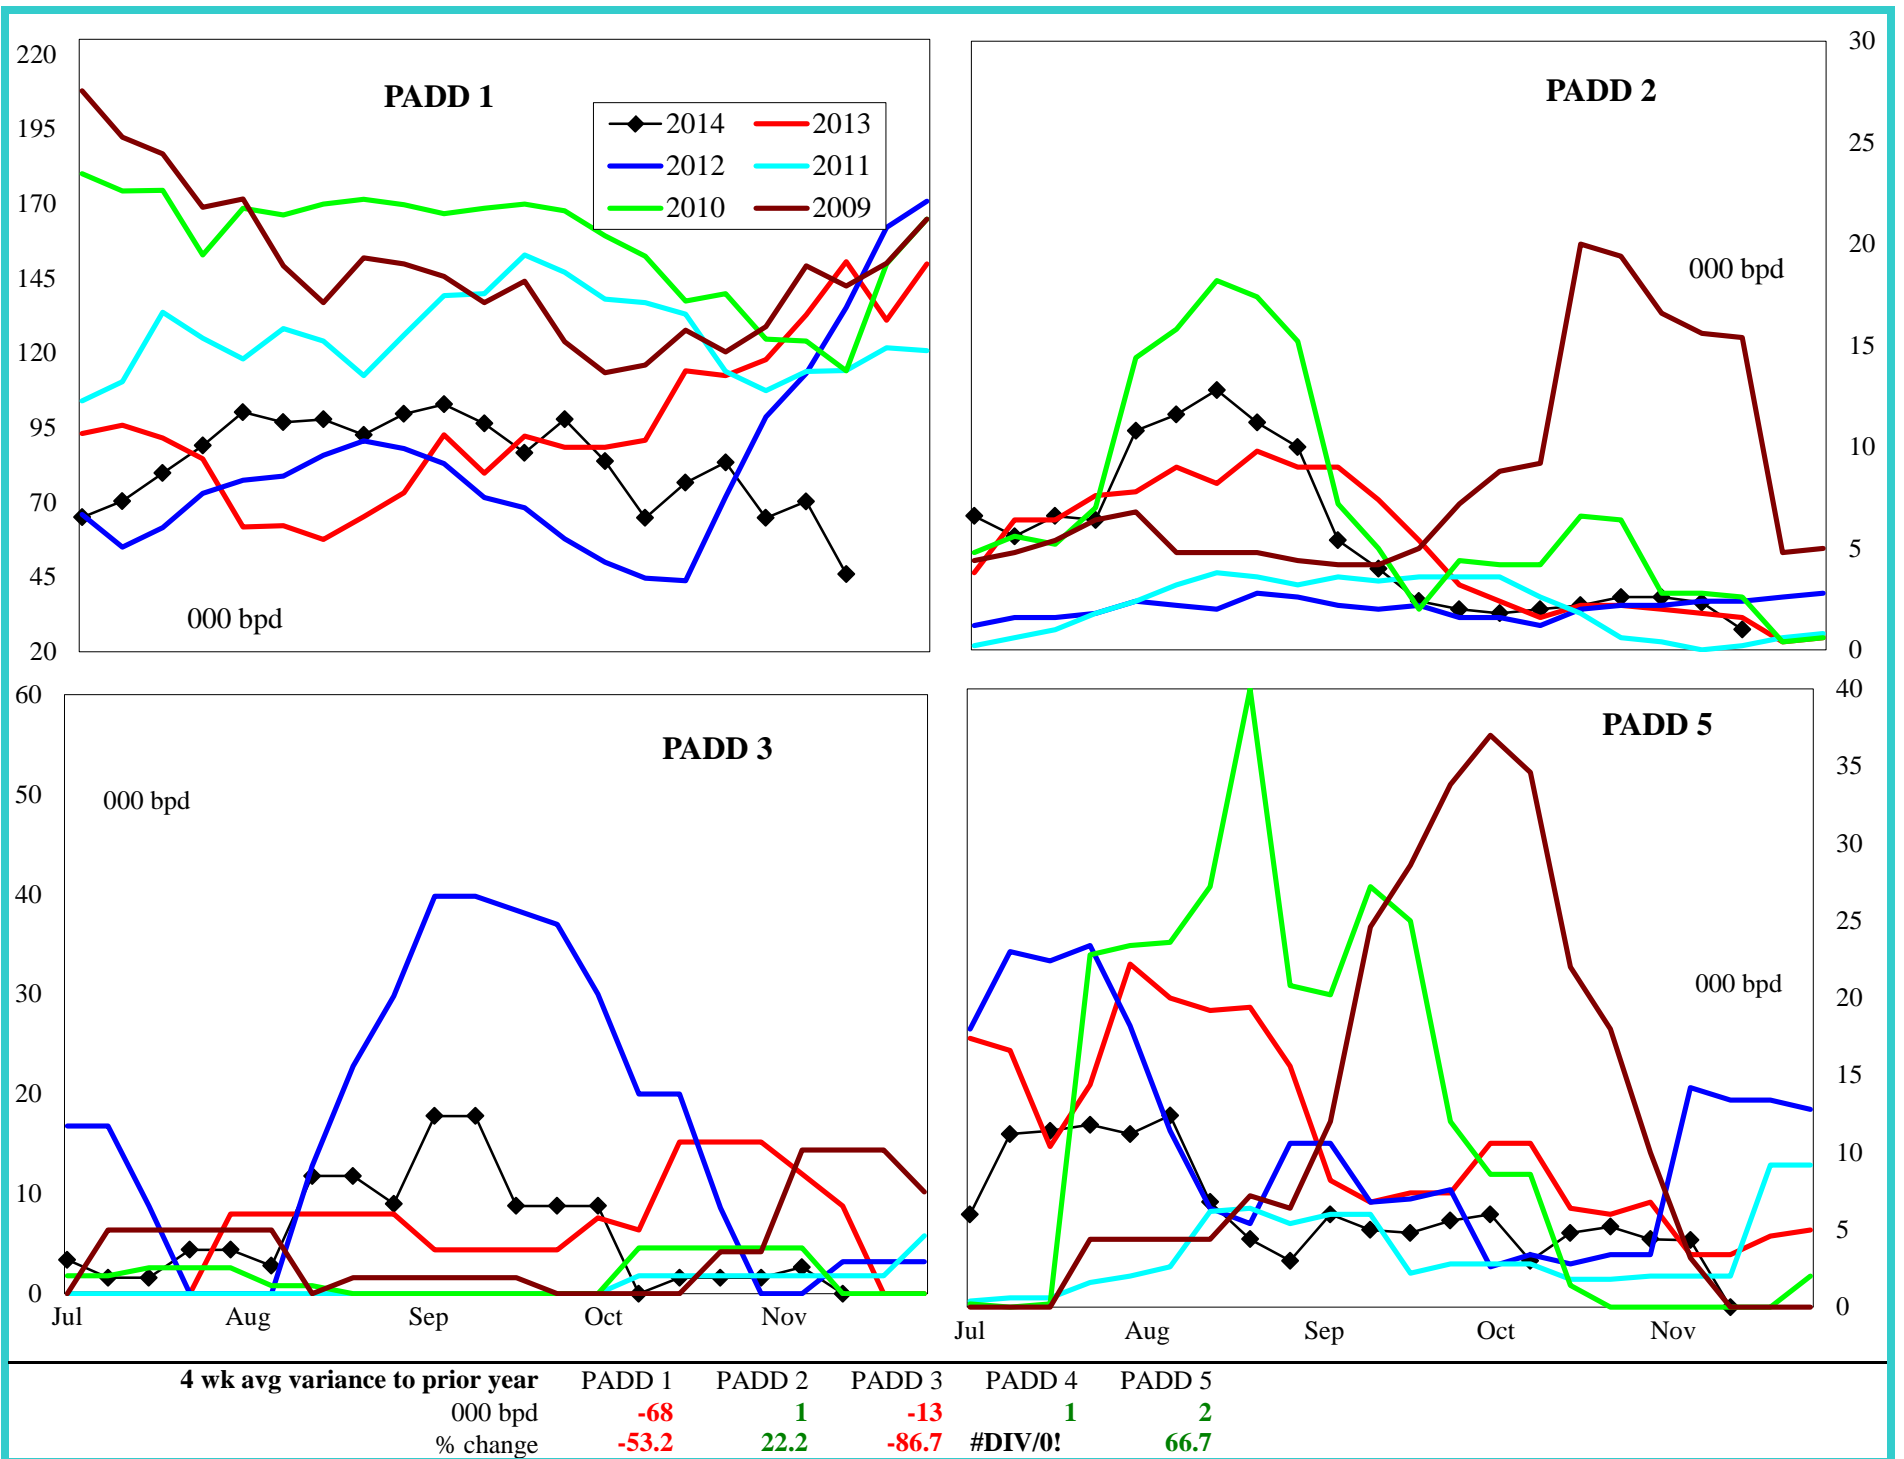 PADD 1
220
195
170
145
120
95
70
45
20
2014 2013
2012 2011
2010 2009
000 bpd
PADD 2
30
25
20
15
10
5
0
000 bpd
PADD 3
60
50
40
30
20
10
0
000 bpd
Jul Aug Sep Oct Nov
PADD 5
40
35
30
25
20
15
10
5
0
000 bpd
Jul Aug Sep Oct Nov
4 wk avg variance to prior year PADD 1 PADD 2 PADD 3 PADD 4 PADD 5
000 bpd -68 1 -13 1 2
% change -53.2 22.2 -86.7 #DIV/0! 66.7